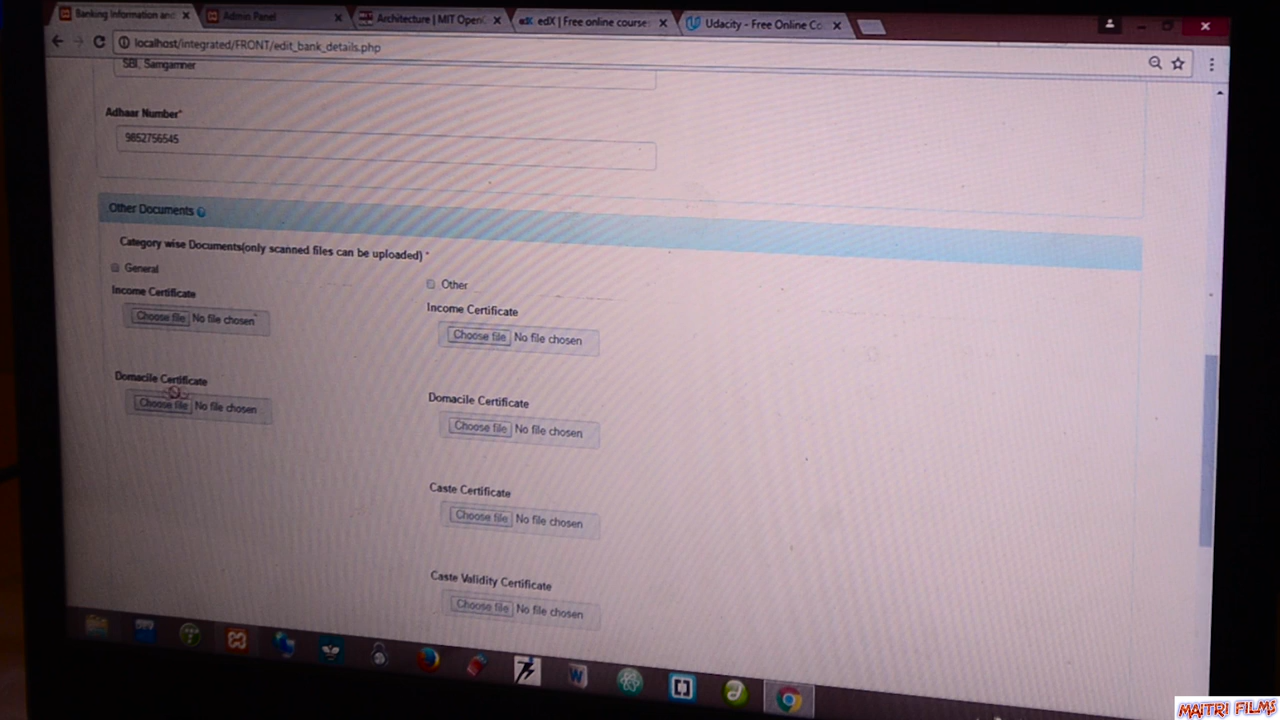 Banking Information and
Admin Panel
Architecture | MIT OpenC
edX | Free online course
Udacity - Free Online Co
localhost/integrated/FRONT/edit_bank_details.php
SBI, Samgamner
Adhaar Number*
9852756545
Other Documents
Category wise Documents(only scanned files can be uploaded) *
General
Other
Income Certificate
Choose file No file chosen
Income Certificate
Choose file No file chosen
Domacile Certificate
Choose file No file chosen
Domacile Certificate
Choose file No file chosen
Caste Certificate
Choose file No file chosen
Caste Validity Certificate
Choose file No file chosen
MAITRI FILMS